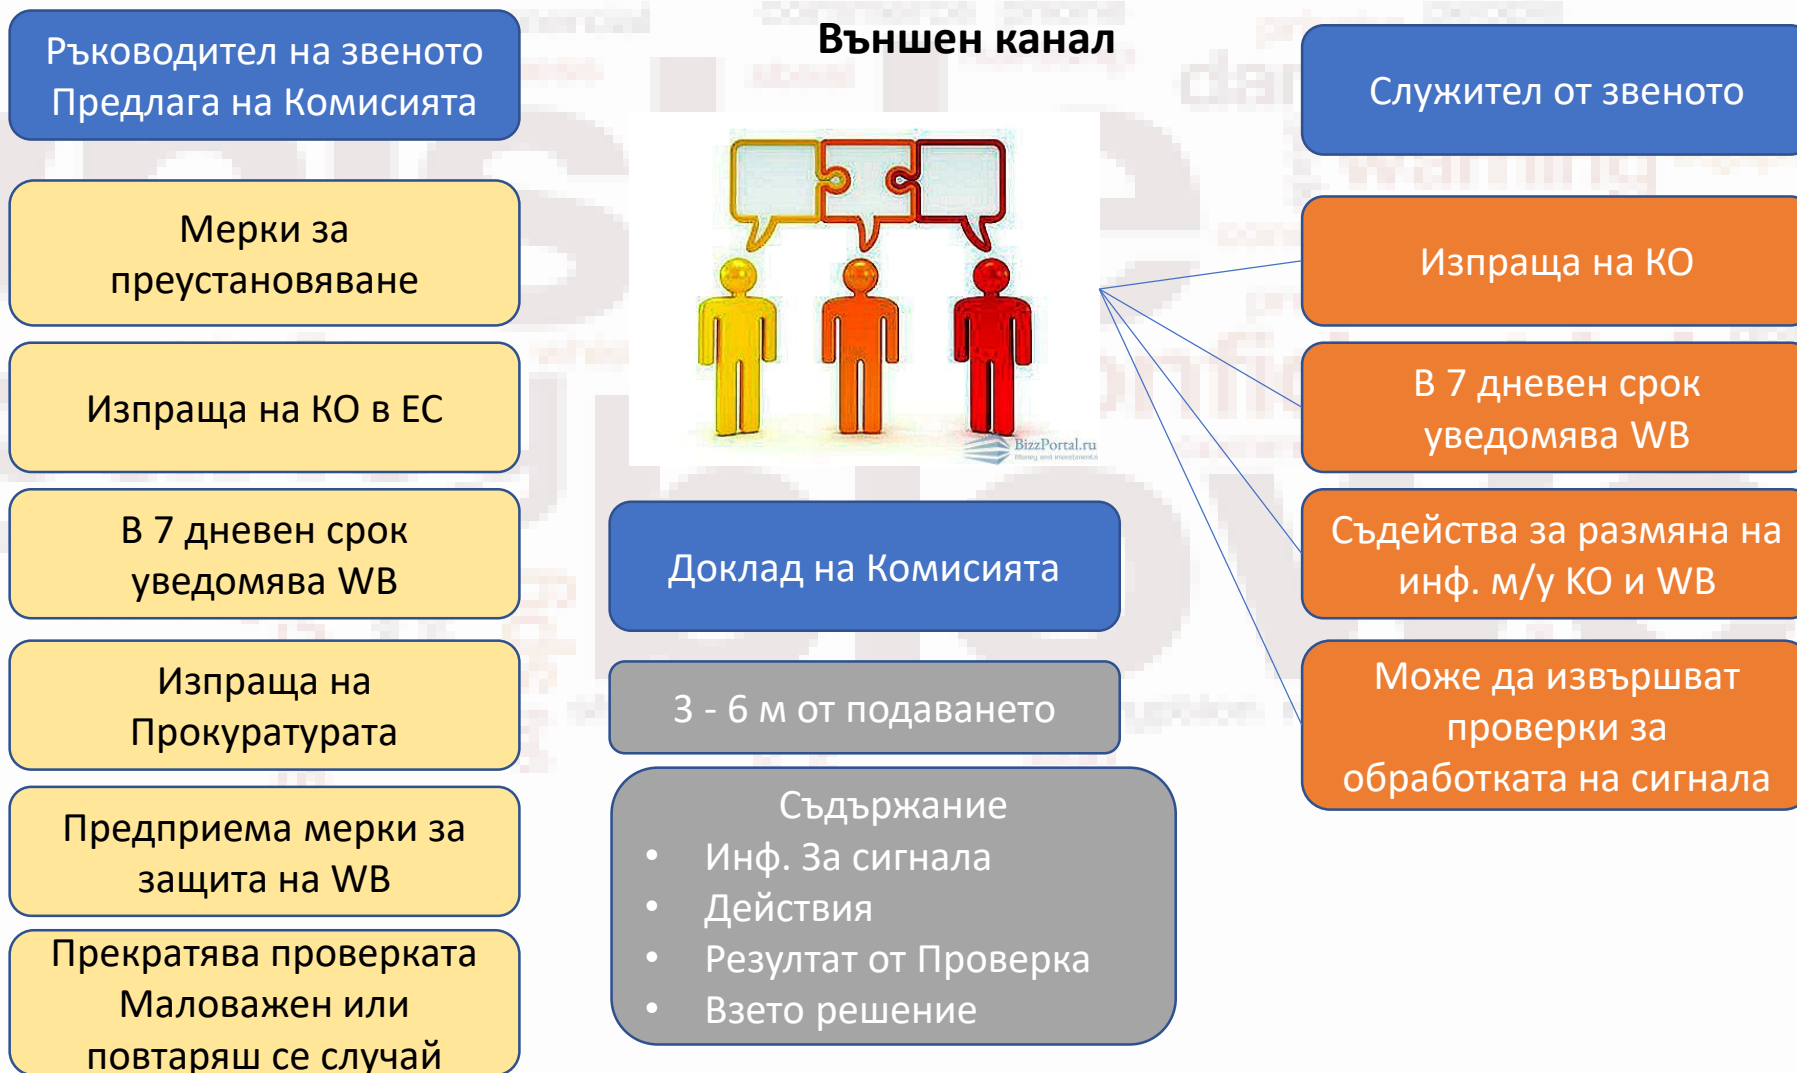 Външен канал
Ръководител на звеното
Предлага на Комисията
Мерки за
преустановяване
Изпраща на КО в ЕС
В 7 дневен срок
уведомява WB
Изпраща на
Прокуратурата
Предприема мерки за
защита на WB
Прекратява проверката
Маловажен или
повтаряш се случай
BizzPortal.ru
Money and investments
Доклад на Комисията
3 - 6 м от подаването
Съдържание
• Инф. За сигнала
• Действия
• Резултат от Проверка
• Взето решение
Служител от звеното
Изпраща на КО
В 7 дневен срок
уведомява WB
Съдейства за размяна на
инф. м/у КО и WB
Може да извършват
проверки за
обработката на сигнала